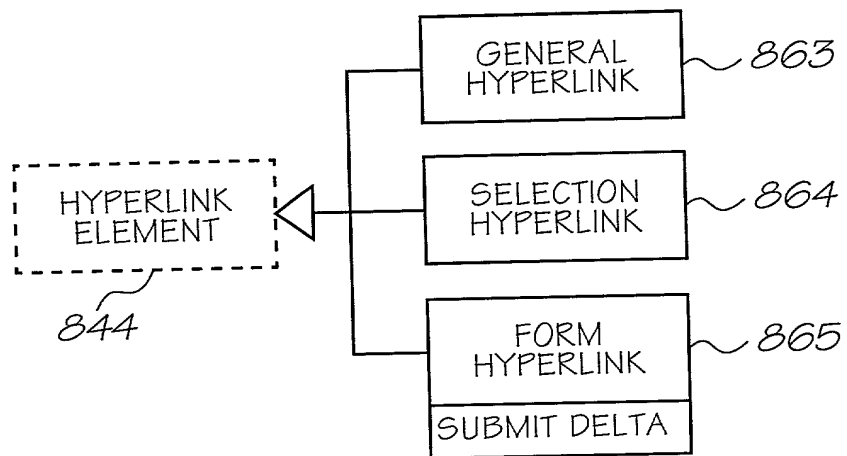 GENERAL
HYPERLINK
863
HYPERLINK
ELEMENT
844
SELECTION
HYPERLINK
864
FORM
HYPERLINK
865
SUBMIT DELTA